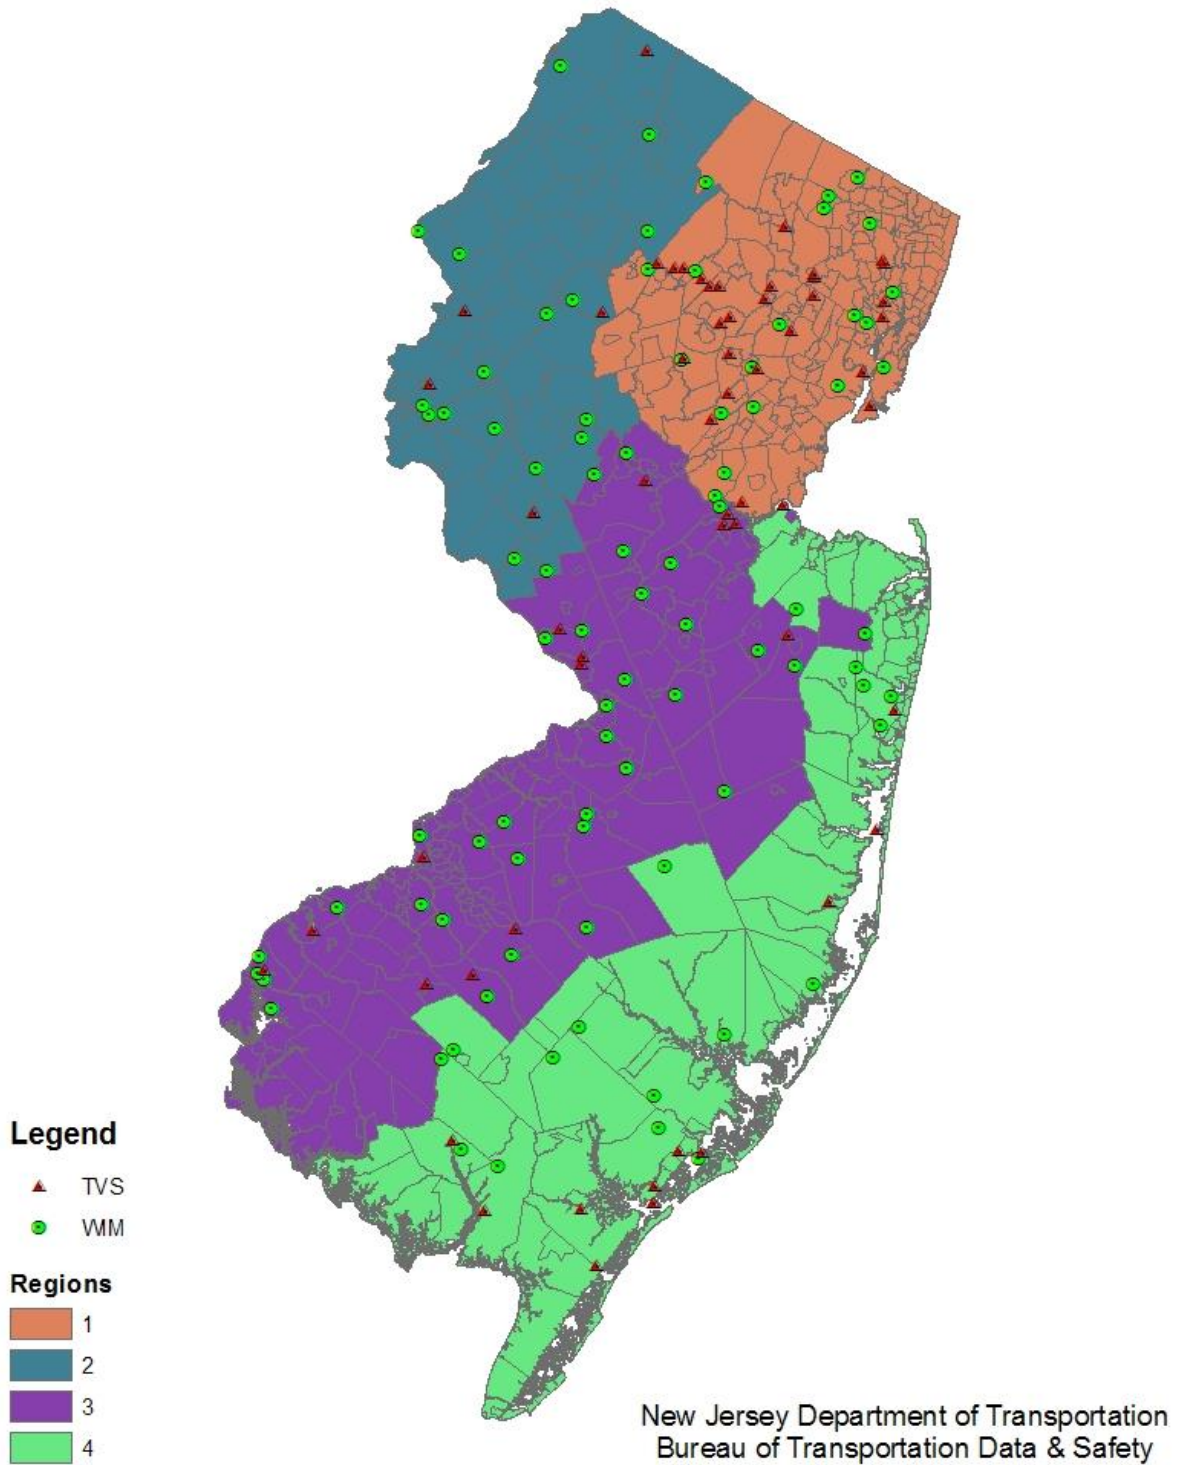 Legend
TVS
WIM
Regions
1
2
3
4
New Jersey Department of Transportation
Bureau of Transportation Data & Safety